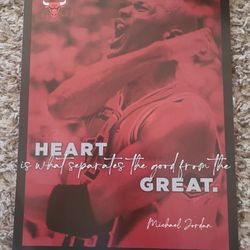 HEART
is what separates the good from the
GREAT.
Michael Jordan